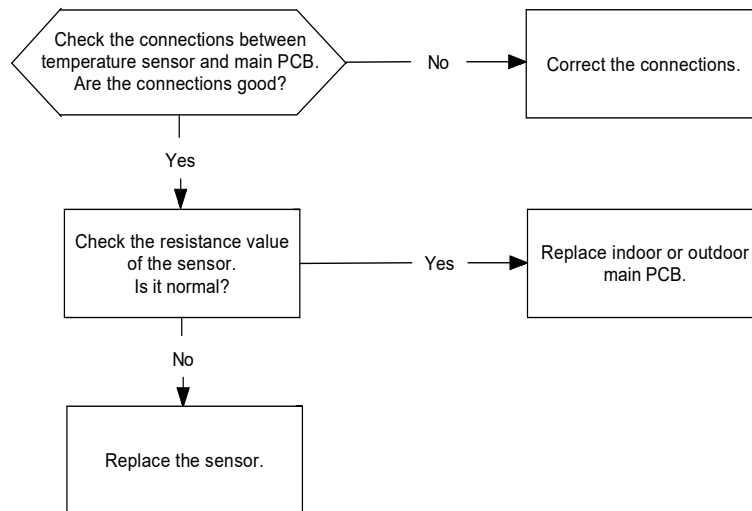 Check the connections between
temperature sensor and main PCB.
Are the connections good?
No
Correct the connections.
Yes
Check the resistance value
of the sensor.
Is it normal?
Yes
Replace indoor or outdoor
main PCB.
No
Replace the sensor.